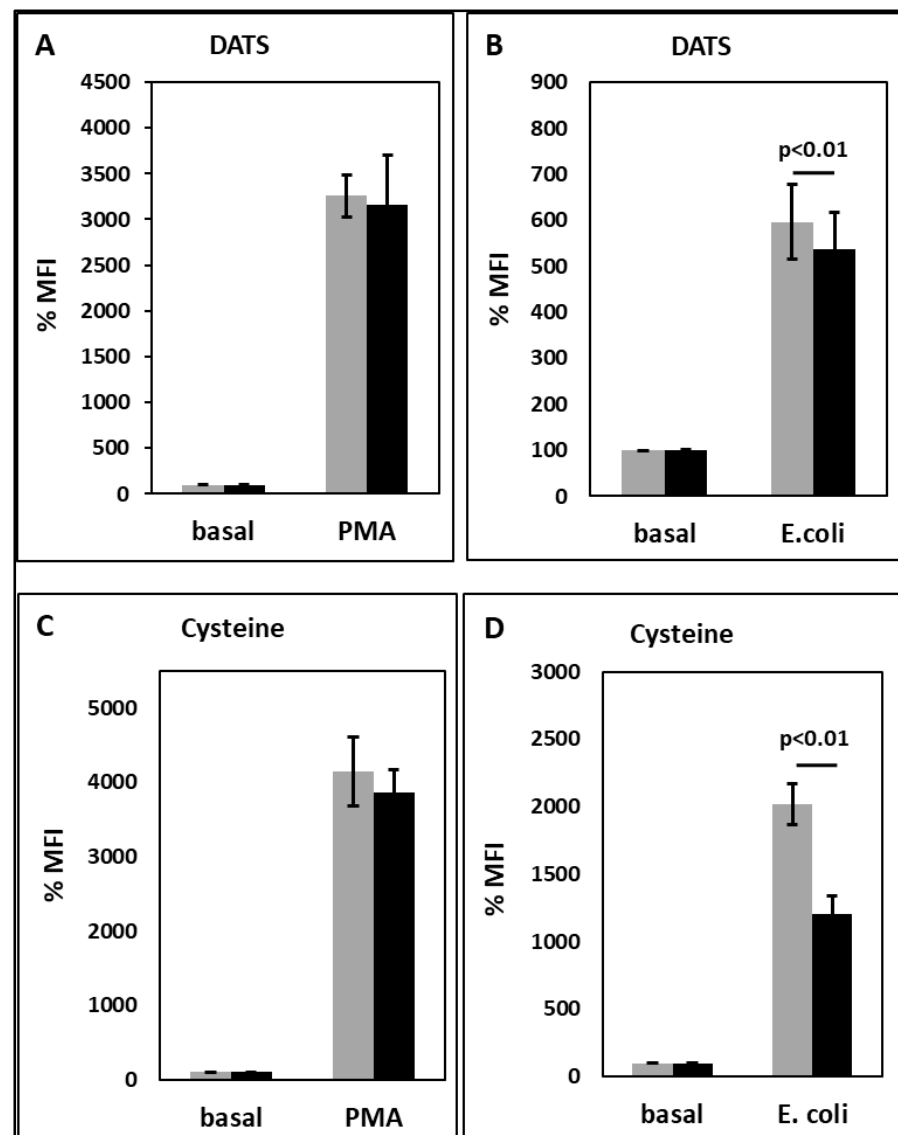 A
DATS
4500
4000
3500
3000
2500
2000
1500
1000
500
0
% MFI
basal PMA
B
DATS
900
800
700
600
500
400
300
200
100
0
% MFI
p<0.01
basal E.coli
C
Cysteine
5000
4000
3000
2000
1000
0
% MFI
basal PMA
D
Cysteine
3000
2500
2000
1500
1000
500
0
% MFI
p<0.01
basal E. coli